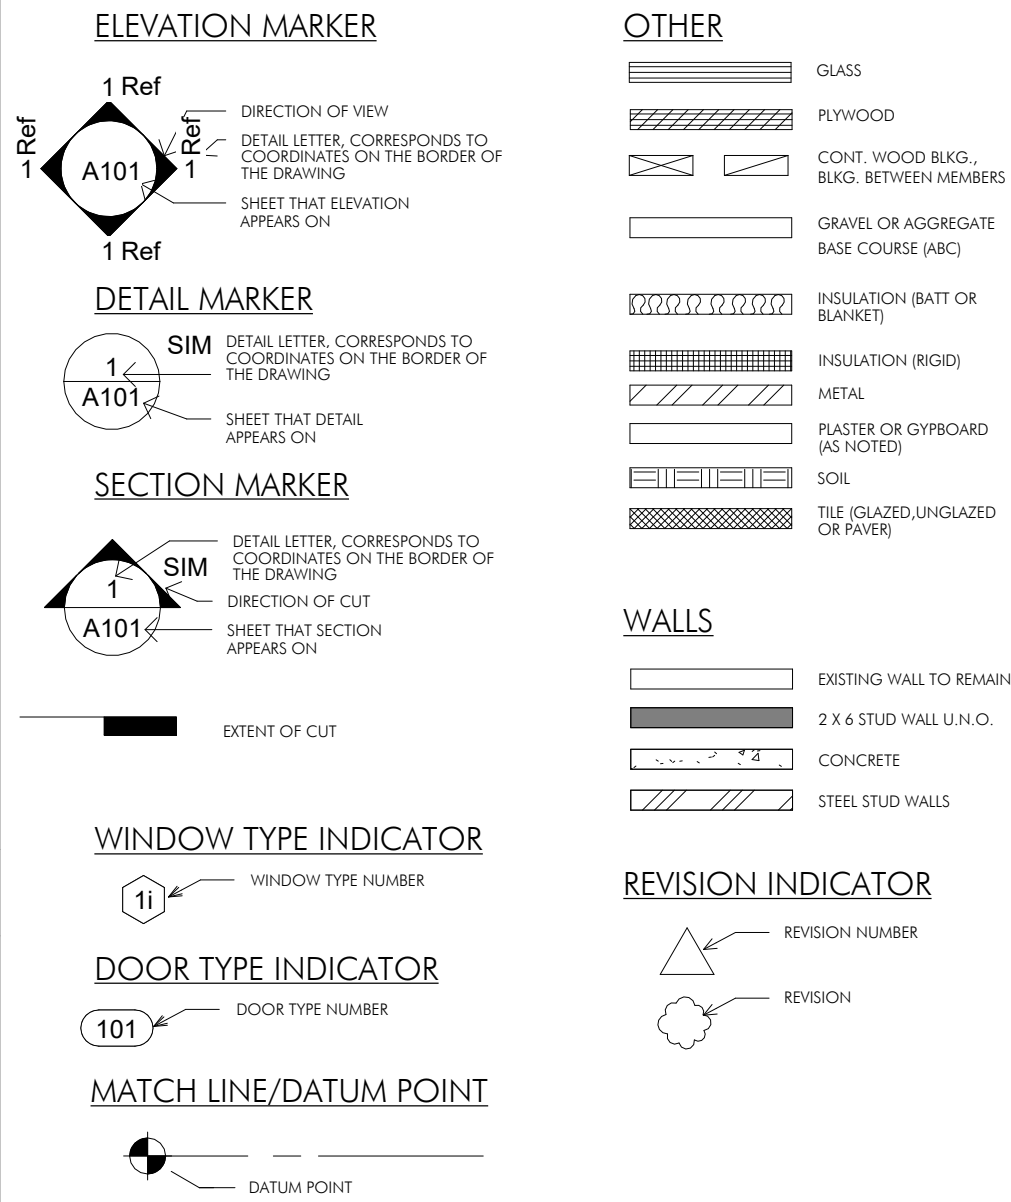 ELEVATION MARKER
1 Ref
Ref
1
A101
Ref
1
1 Ref
DIRECTION OF VIEW
DETAIL LETTER, CORRESPONDS TO
COORDINATES ON THE BORDER OF
THE DRAWING
SHEET THAT ELEVATION
APPEARS ON
DETAIL MARKER
1
A101
SIM
DETAIL LETTER, CORRESPONDS TO
COORDINATES ON THE BORDER OF
THE DRAWING
SHEET THAT DETAIL
APPEARS ON
SECTION MARKER
1
A101
SIM
DETAIL LETTER, CORRESPONDS TO
COORDINATES ON THE BORDER OF
THE DRAWING
DIRECTION OF CUT
SHEET THAT SECTION
APPEARS ON
EXTENT OF CUT
WINDOW TYPE INDICATOR
1i
WINDOW TYPE NUMBER
DOOR TYPE INDICATOR
101
DOOR TYPE NUMBER
MATCH LINE/DATUM POINT
DATUM POINT
OTHER
GLASS
PLYWOOD
CONT. WOOD BLKG.,
BLKG. BETWEEN MEMBERS
GRAVEL OR AGGREGATE
BASE COURSE (ABC)
INSULATION (BATT OR
BLANKET)
INSULATION (RIGID)
METAL
PLASTER OR GYPBOARD
(AS NOTED)
SOIL
TILE (GLAZED,UNGLAZED
OR PAVER)
WALLS
EXISTING WALL TO REMAIN
2 X 6 STUD WALL U.N.O.
CONCRETE
STEEL STUD WALLS
REVISION INDICATOR
REVISION NUMBER
REVISION